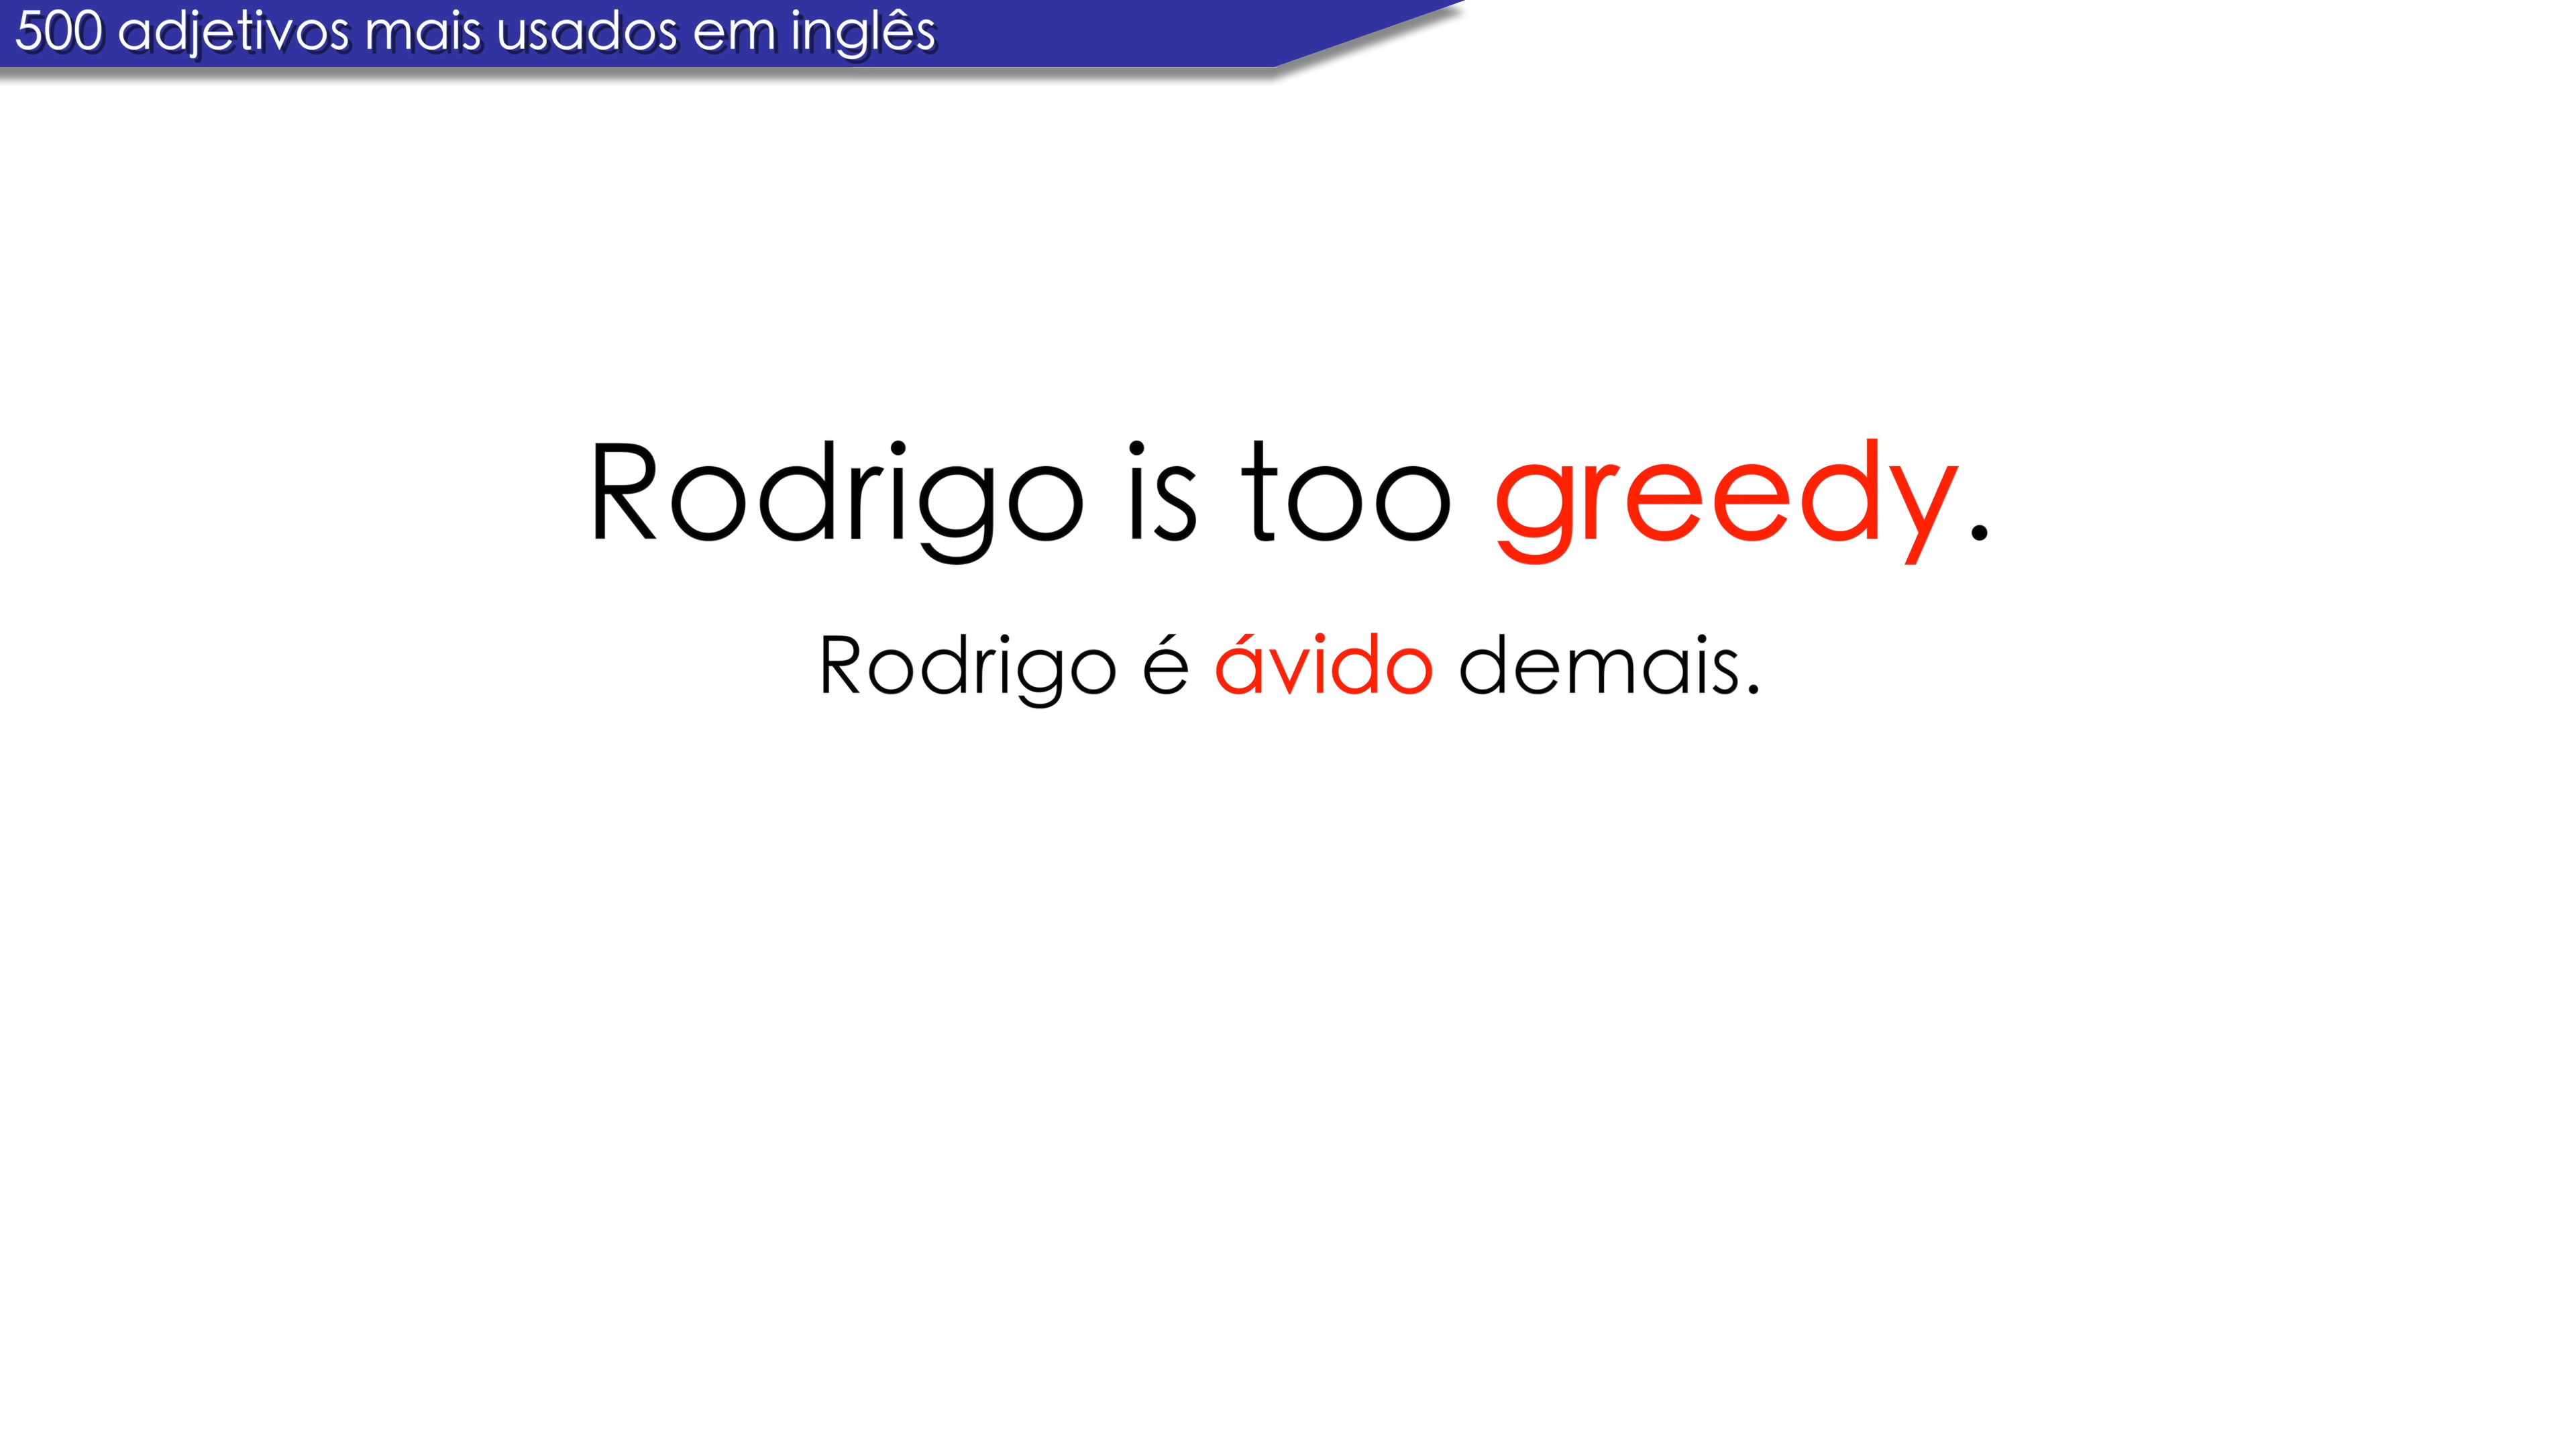 500 adjetivos mais usados em inglês
Rodrigo is too greedy.
Rodrigo é ávido demais.